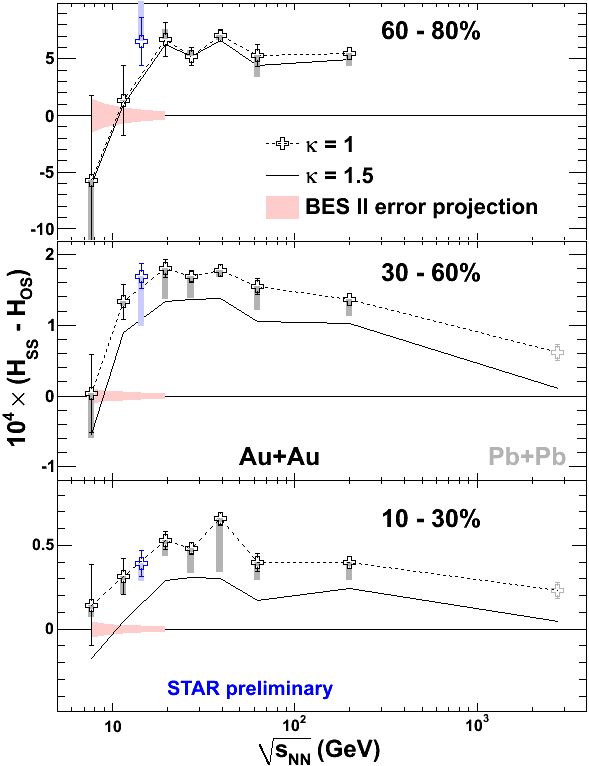 60 - 80%
5
0
-5
-10
κ = 1
κ = 1.5
BES II error projection
30 - 60%
2
1
0
-1
10⁴ × (H_SS - H_OS)
Au+Au
Pb+Pb
10 - 30%
0.5
0
STAR preliminary
10
10²
10³
√s_NN (GeV)